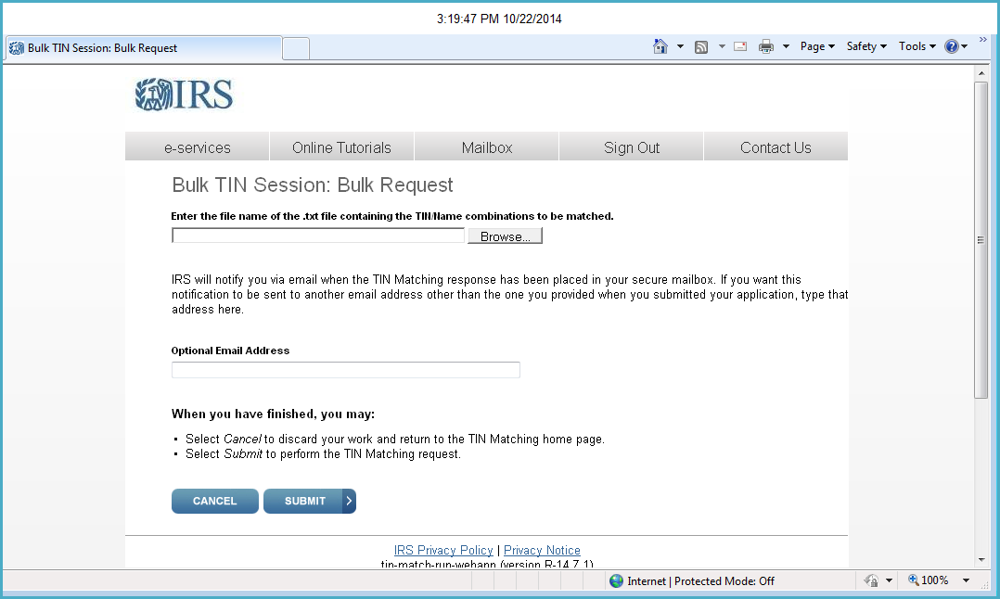 3:19:47 PM 10/22/2014
Bulk TIN Session: Bulk Request
Page Safety Tools
IRS
e-services Online Tutorials Mailbox Sign Out Contact Us
Bulk TIN Session: Bulk Request
Enter the file name of the .txt file containing the TIN/Name combinations to be matched.
Browse...
IRS will notify you via email when the TIN Matching response has been placed in your secure mailbox. If you want this
notification to be sent to another email address other than the one you provided when you submitted your application, type that
address here.
Optional Email Address
When you have finished, you may:
• Select Cancel to discard your work and return to the TIN Matching home page.
• Select Submit to perform the TIN Matching request.
CANCEL SUBMIT
IRS Privacy Policy | Privacy Notice
tin-match-run-webapp (version R-14.7.1)
Internet | Protected Mode: Off 100%